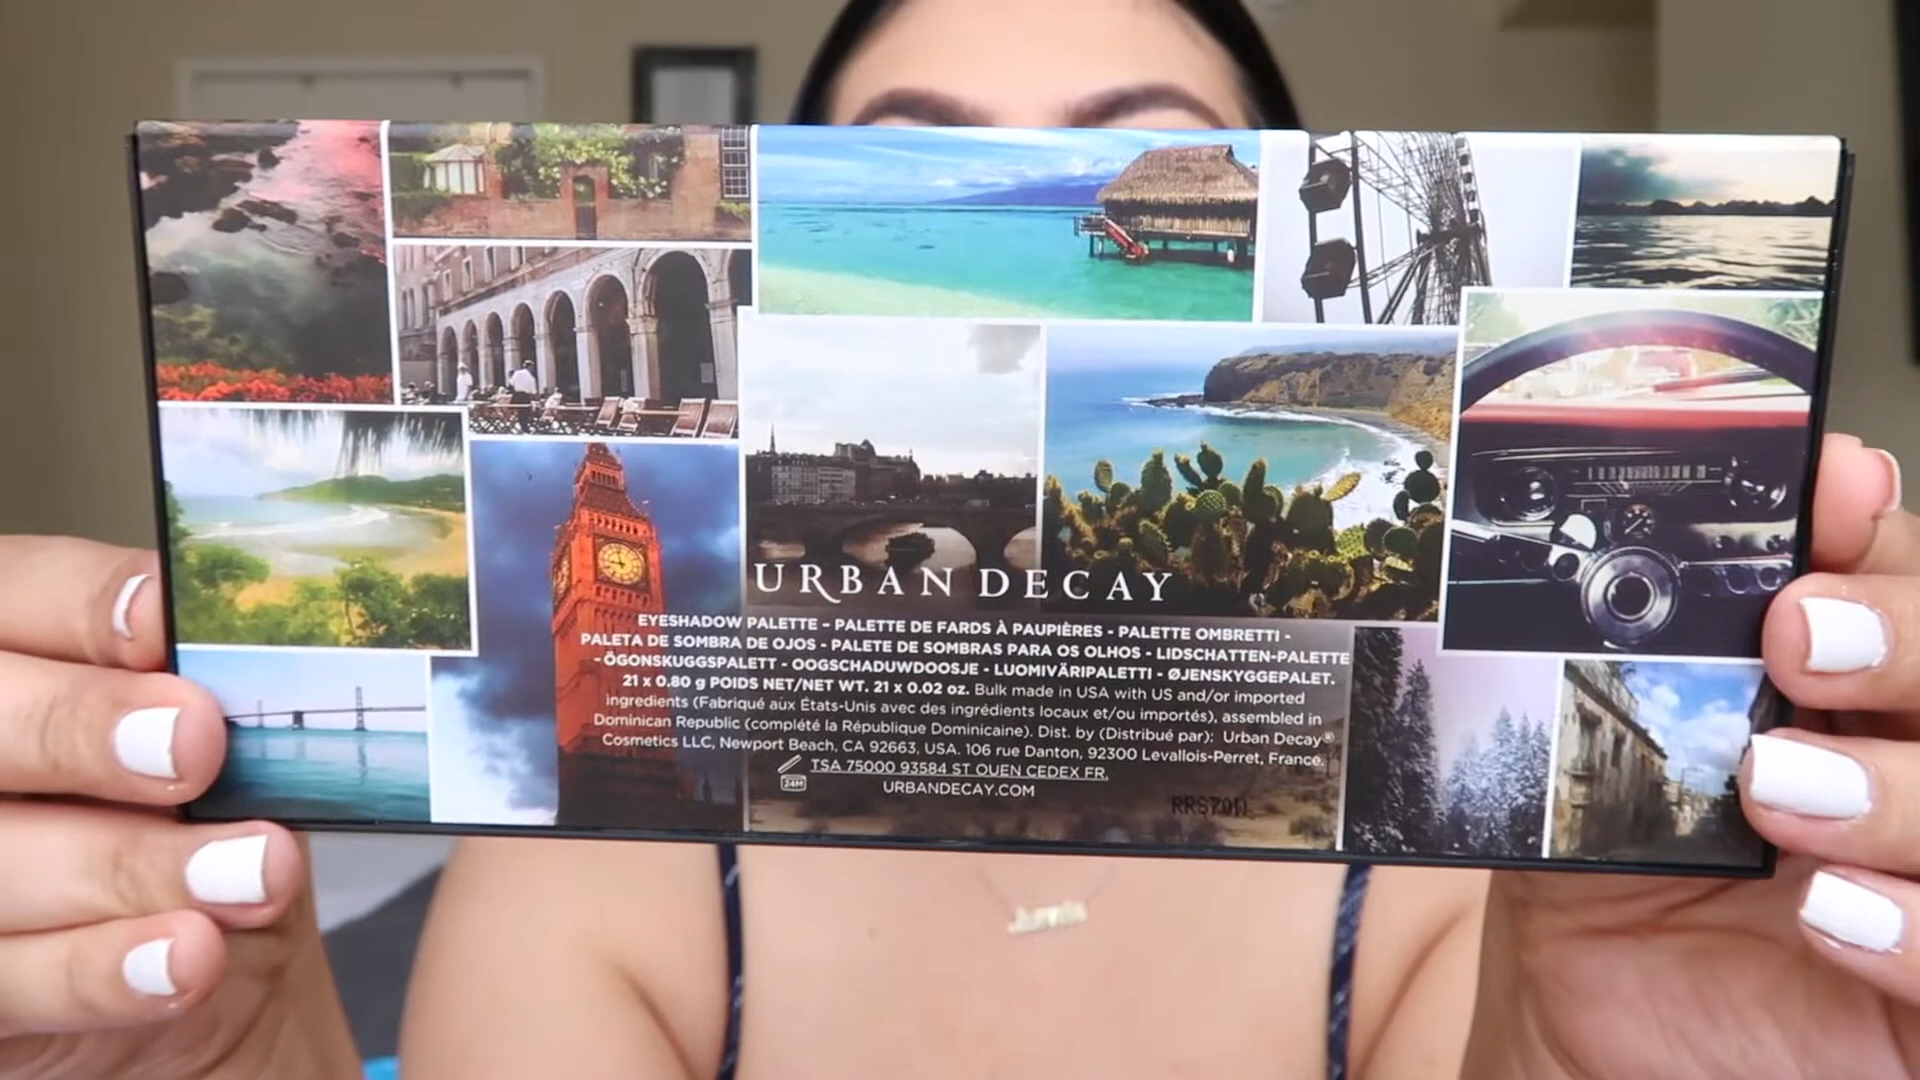 URBAN DECAY
EYESHADOW PALETTE – PALETTE DE FARDS À PAUPIÈRES - PALETTE OMBRETTI -
PALETA DE SOMBRA DE OJOS - PALETE DE SOMBRAS PARA OS OLHOS - LIDSCHATTEN-PALETTE
- ÖGONSKUGGSPALETT - OOGSCHADUWDOOSJE - LUOMIVÄRIPALETTI - ØJENSKYGGEPALET.
21 x 0.80 g POIDS NET/NET WT. 21 x 0.02 oz. Bulk made in USA with US and/or imported
ingredients (Fabriqué aux États-Unis avec des ingrédients locaux et/ou importés), assembled in
Dominican Republic (complété la République Dominicaine). Dist. by (Distribué par): Urban Decay®
Cosmetics LLC, Newport Beach, CA 92663, USA. 106 rue Danton, 92300 Levallois-Perret, France.
TSA 75000 93584 ST OUEN CEDEX FR.
24M
URBANDECAY.COM